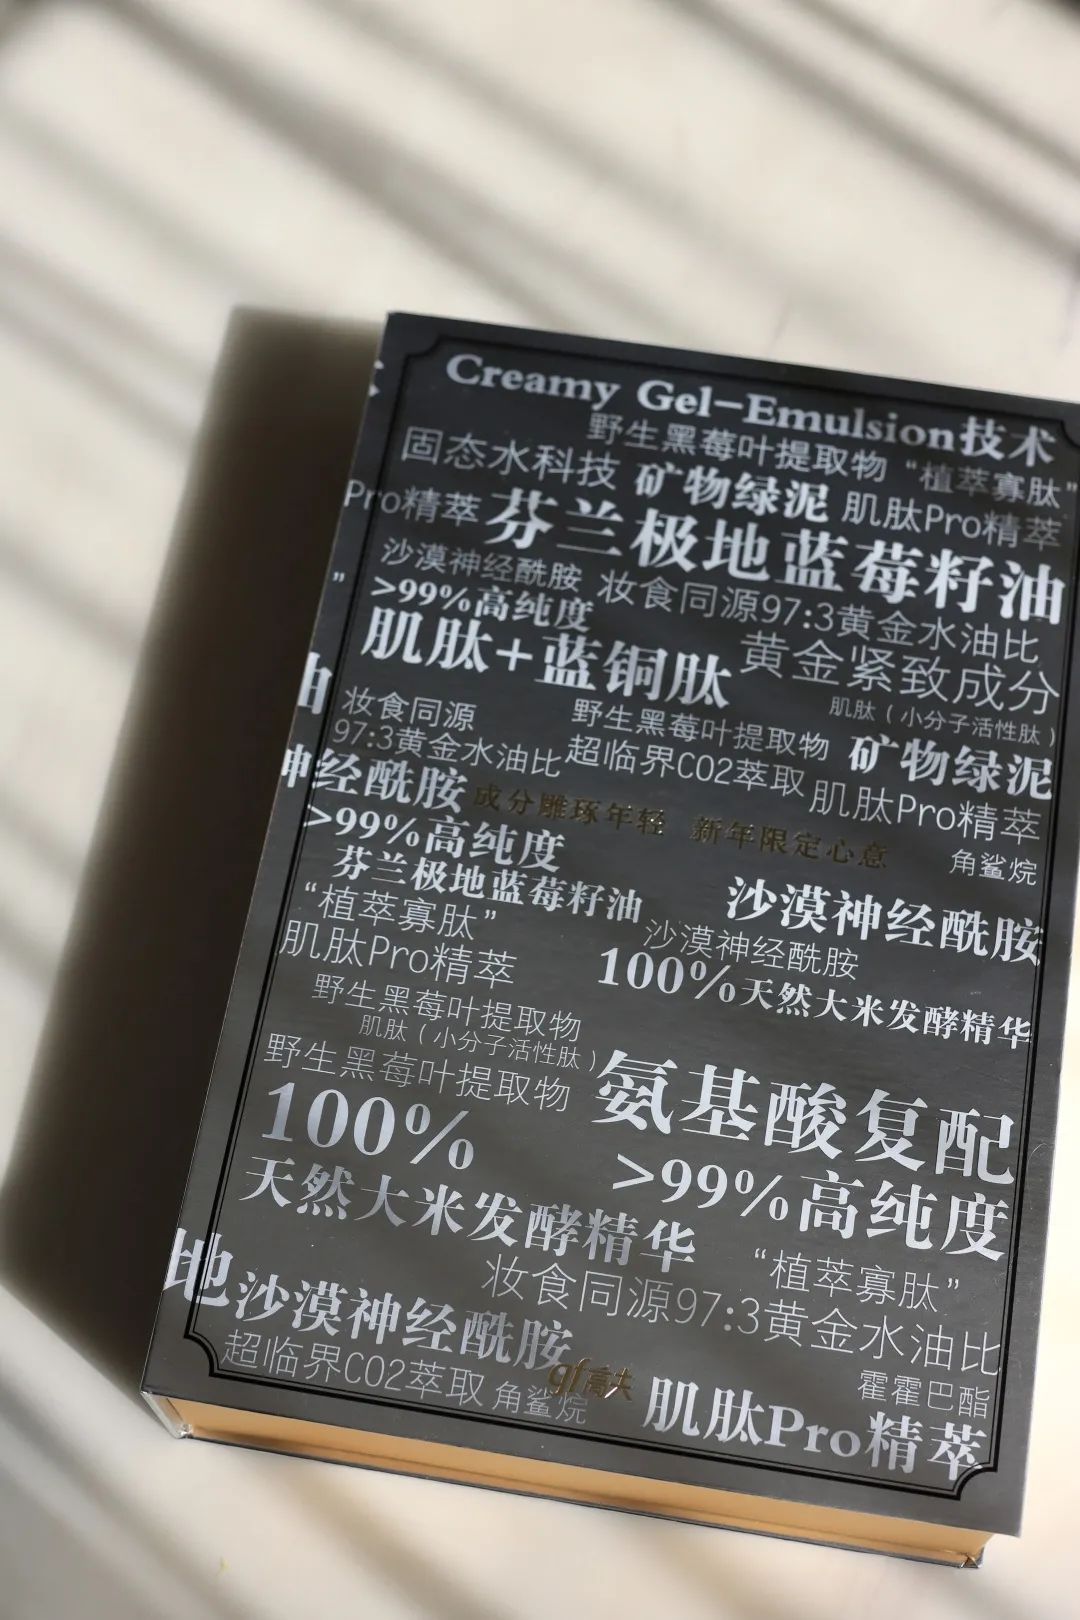 Creamy Gel-Emulsion技术
野生黑莓叶提取物 “植萃寡肽”
固态水科技 矿物绿泥 肌肽Pro精萃
Pro精萃 芬兰极地蓝莓籽油
沙漠神经酰胺 妆食同源97:3黄金水油比
”
>99%高纯度
肌肽+蓝铜肽 黄金紧致成分
油
妆食同源 野生黑莓叶提取物 肌肽（小分子活性肽）
97:3黄金水油比 超临界CO2萃取 矿物绿泥
神经酰胺 肌肽Pro精萃
成分雕琢年轻 新年限定心意
>99%高纯度 角鲨烷
芬兰极地蓝莓籽油 沙漠神经酰胺
“植萃寡肽” 沙漠神经酰胺
肌肽Pro精萃 100%天然大米发酵精华
野生黑莓叶提取物
肌肽（小分子活性肽）
野生黑莓叶提取物 氨基酸复配
100% >99%高纯度
天然大米发酵精华 “植萃寡肽”
妆食同源97:3黄金水油比
地 沙漠神经酰胺
超临界CO2萃取 角鲨烷 gf高夫 霍霍巴酯
肌肽Pro精萃